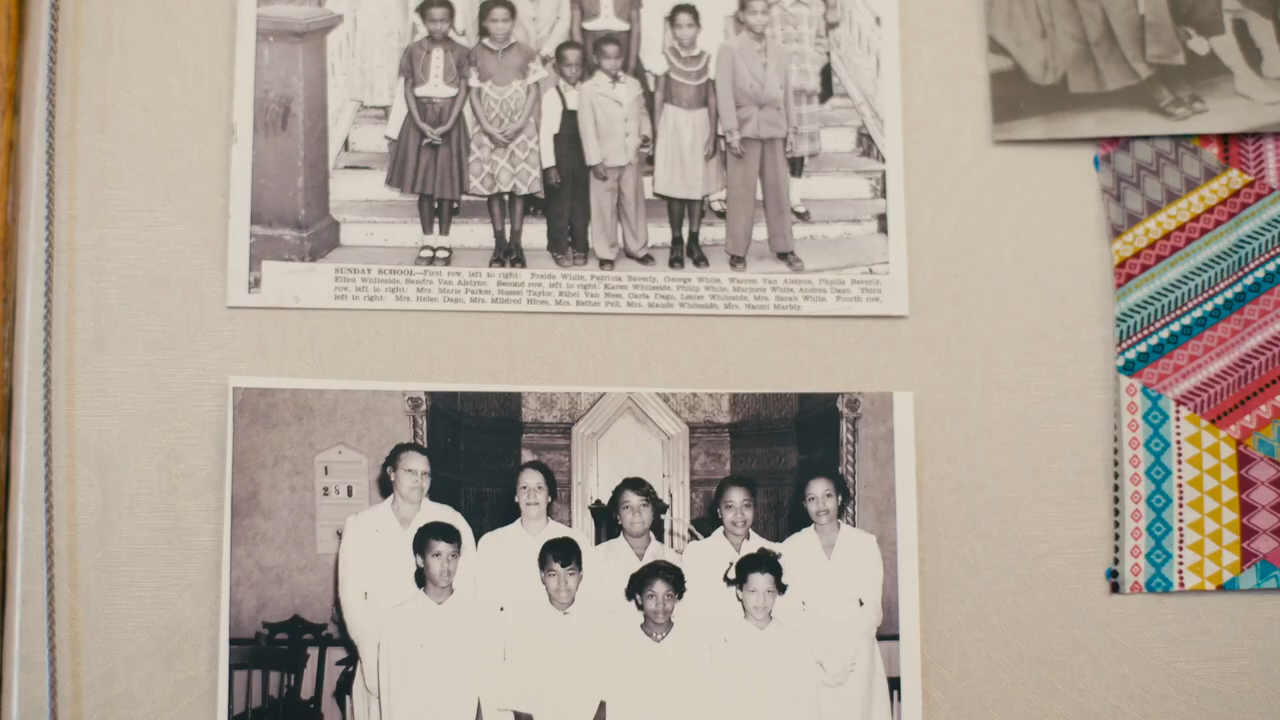 SUNDAY SCHOOL—First row, left to right: Freida White, Patricia Beverly, George White, Warren Van Alstyne, Phyllis Beverly,
Elliot Whiteside, Sandra Van Alstyne. Second row, left to right: Karen Whiteside, Philip White, Marjorie White, Andrea Dago. Third
row, left to right: Mrs. Marie Parker, Russel Taylor, Ethel Van Ness, Carla Dago, Lester Whiteside, Mrs. Sarah White. Fourth row,
left to right: Mrs. Helen Dago, Mrs. Mildred Hines, Mrs. Esther Pell, Mrs. Maude Whiteside, Mrs. Naomi Marbly.
1
280